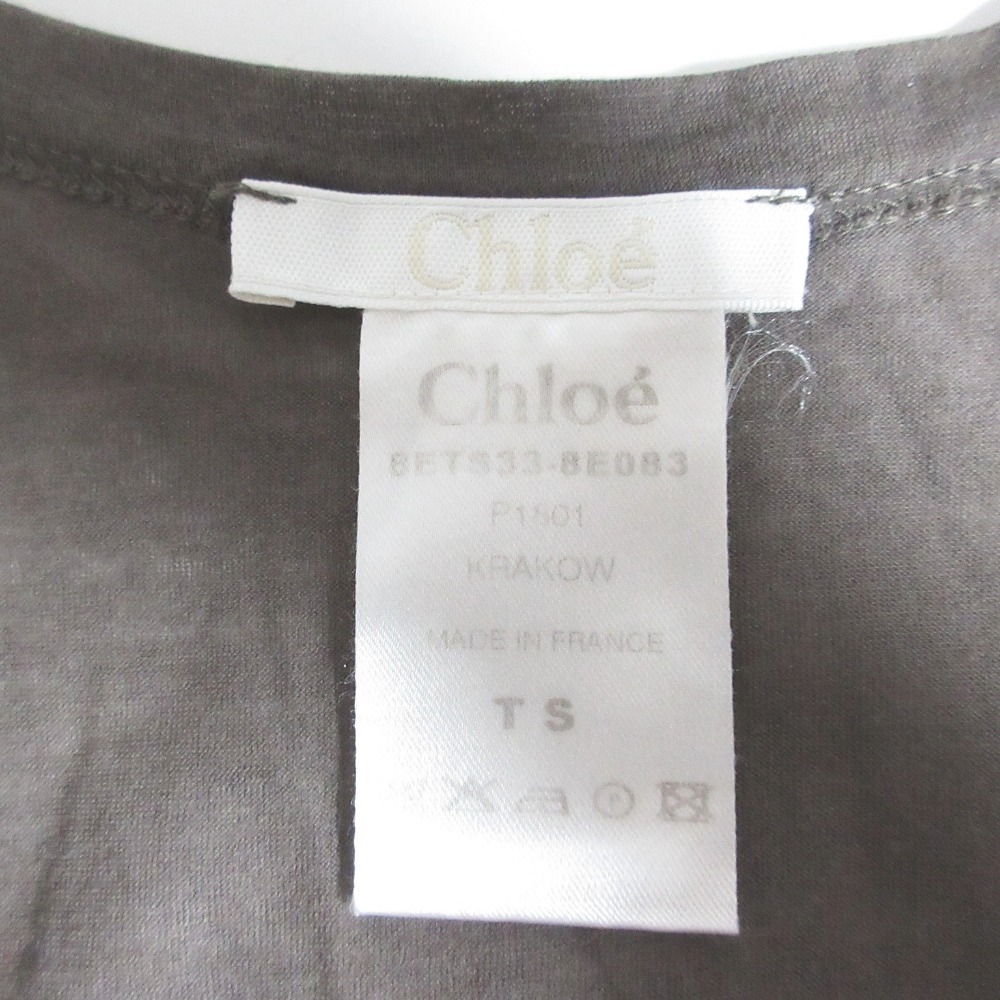 Chloé
Chloé
8ETS33-8E083
P1501
KRAKOW
MADE IN FRANCE
T S